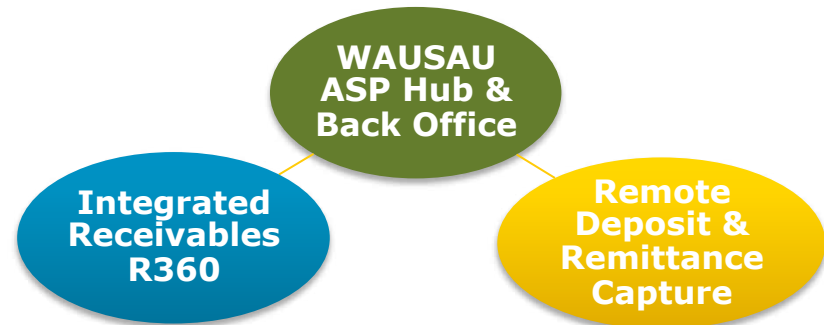 WAUSAU
ASP Hub &
Back Office
Integrated
Receivables
R360
Remote
Deposit &
Remittance
Capture